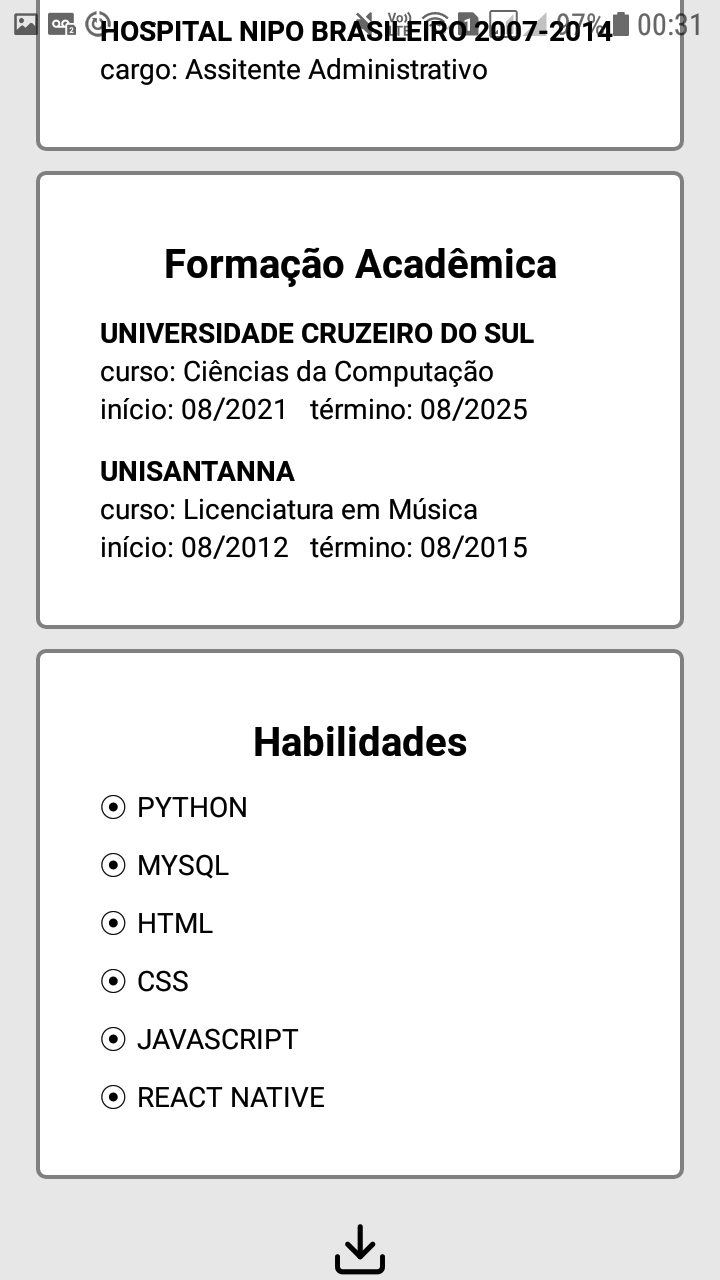 HOSPITAL NIPO BRASILEIRO 2007-2014
97% 00:31
cargo: Assitente Administrativo
Formação Acadêmica
UNIVERSIDADE CRUZEIRO DO SUL
curso: Ciências da Computação
início: 08/2021 término: 08/2025
UNISANTANNA
curso: Licenciatura em Música
início: 08/2012 término: 08/2015
Habilidades
PYTHON
MYSQL
HTML
CSS
JAVASCRIPT
REACT NATIVE